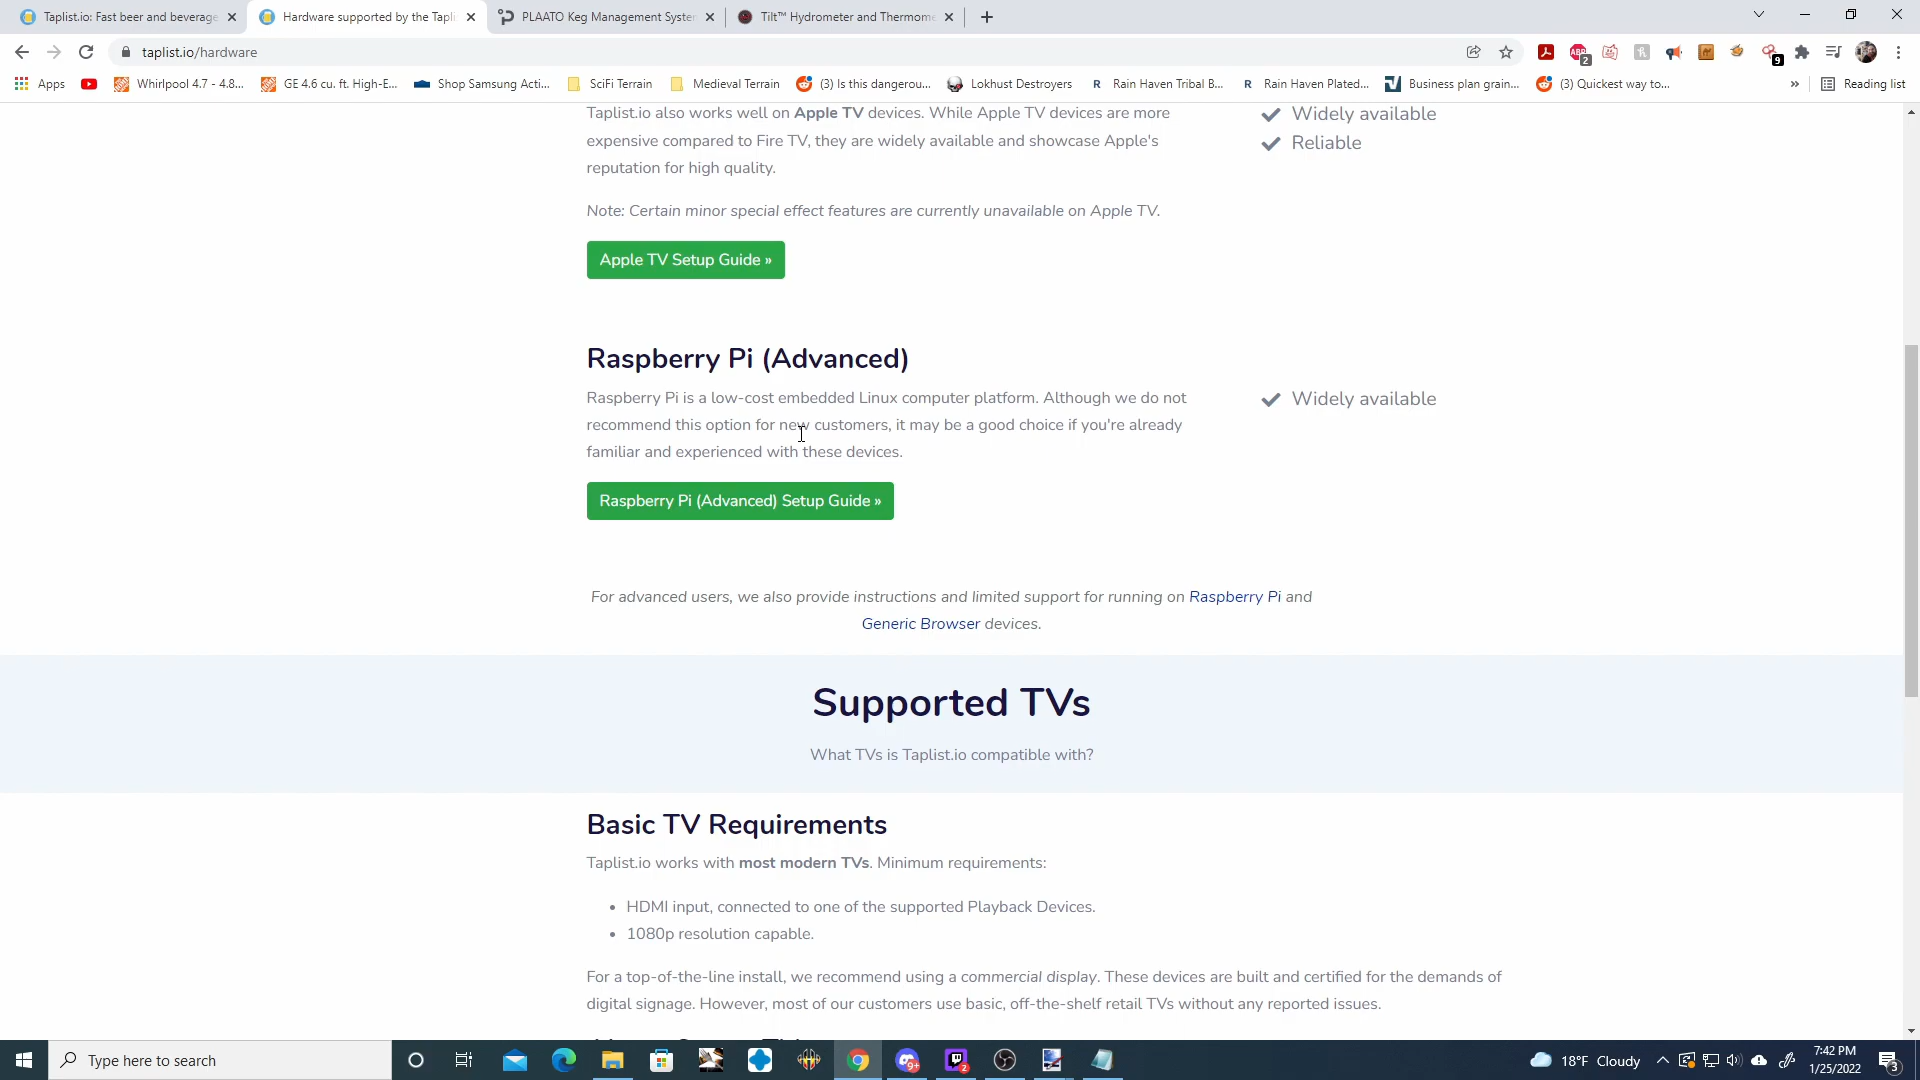 Taplist.io: Fast beer and beverage
Hardware supported by the Tapli
PLAATO Keg Management Syste
Tilt™ Hydrometer and Thermome
taplist.io/hardware
2
9
Apps
Whirlpool 4.7 - 4.8...
GE 4.6 cu. ft. High-E...
Shop Samsung Acti...
SciFi Terrain
Medieval Terrain
(3) Is this dangerou...
Lokhust Destroyers
R Rain Haven Tribal B...
R Rain Haven Plated...
Business plan grain...
(3) Quickest way to...
»
Reading list
Taplist.io also works well on Apple TV devices. While Apple TV devices are more
expensive compared to Fire TV, they are widely available and showcase Apple's
reputation for high quality.
Widely available
Reliable
Note: Certain minor special effect features are currently unavailable on Apple TV.
Apple TV Setup Guide »
Raspberry Pi (Advanced)
Raspberry Pi is a low-cost embedded Linux computer platform. Although we do not
recommend this option for new customers, it may be a good choice if you're already
familiar and experienced with these devices.
Widely available
Raspberry Pi (Advanced) Setup Guide »
For advanced users, we also provide instructions and limited support for running on Raspberry Pi and
Generic Browser devices.
Supported TVs
What TVs is Taplist.io compatible with?
Basic TV Requirements
Taplist.io works with most modern TVs. Minimum requirements:
• HDMI input, connected to one of the supported Playback Devices.
• 1080p resolution capable.
For a top-of-the-line install, we recommend using a commercial display. These devices are built and certified for the demands of
digital signage. However, most of our customers use basic, off-the-shelf retail TVs without any reported issues.
Type here to search
9+
2
18°F Cloudy
7:42 PM
1/25/2022
3